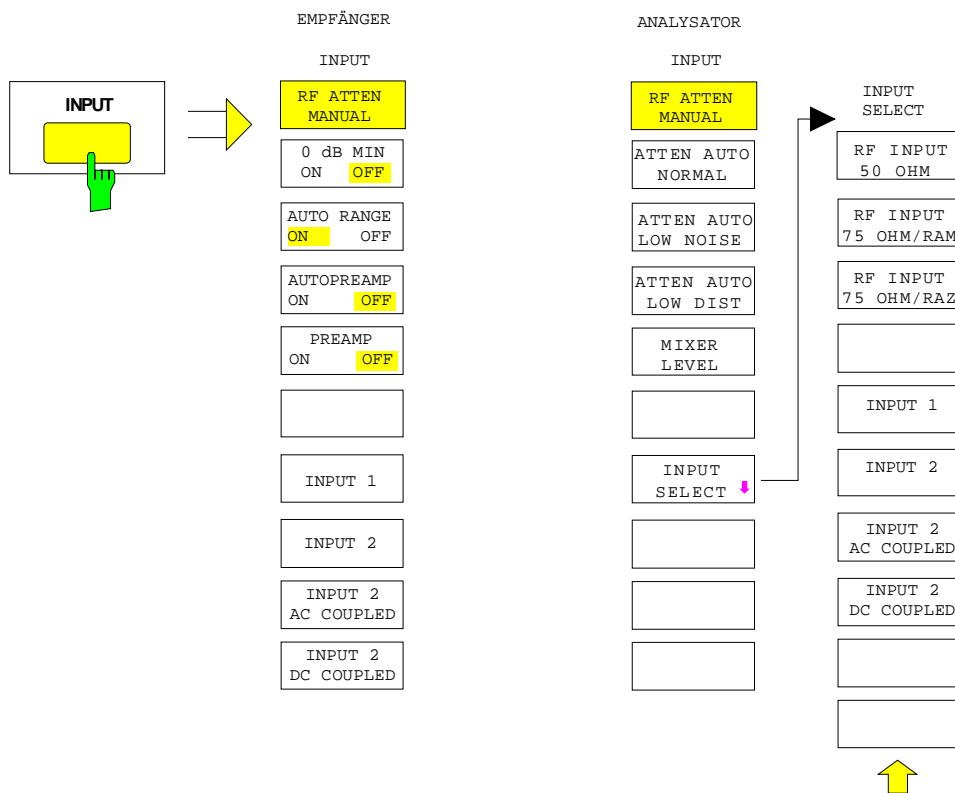 INPUT
EMPFÄNGER
INPUT
RF ATTEN
MANUAL
0 dB MIN
ON OFF
AUTO RANGE
ON OFF
AUTOPREAMP
ON OFF
PREAMP
ON OFF
INPUT 1
INPUT 2
INPUT 2
AC COUPLED
INPUT 2
DC COUPLED
ANALYSATOR
INPUT
RF ATTEN
MANUAL
ATTEN AUTO
NORMAL
ATTEN AUTO
LOW NOISE
ATTEN AUTO
LOW DIST
MIXER
LEVEL
INPUT
SELECT
INPUT
SELECT
RF INPUT
50 OHM
RF INPUT
75 OHM/RAM
RF INPUT
75 OHM/RAZ
INPUT 1
INPUT 2
INPUT 2
AC COUPLED
INPUT 2
DC COUPLED